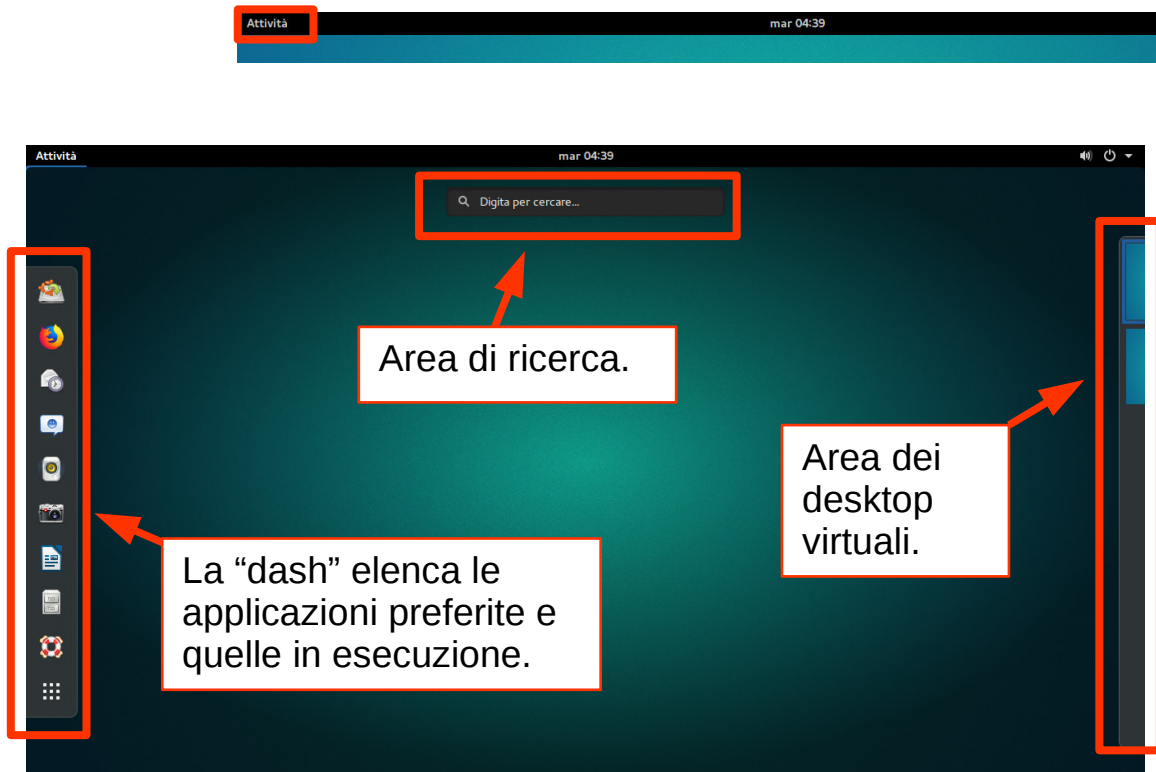 Attività mar 04:39
Attività mar 04:39
Digita per cercare...
Area di ricerca.
Area dei
desktop
virtuali.
La “dash” elenca le
applicazioni preferite e
quelle in esecuzione.